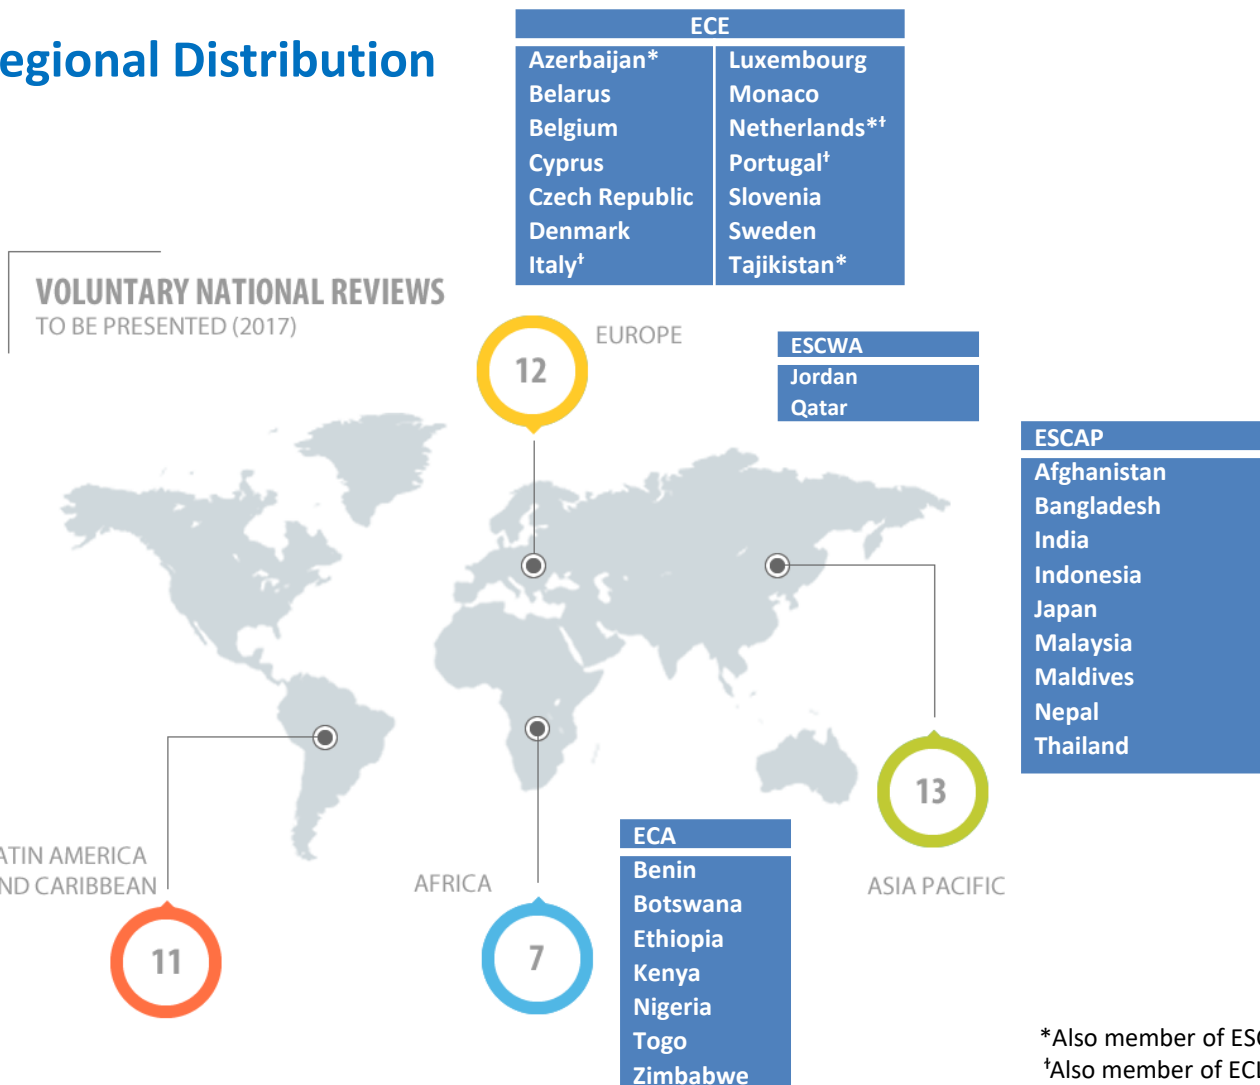 egional Distribution
ECE
Azerbaijan*
Belarus
Belgium
Cyprus
Czech Republic
Denmark
Italyᵗ
Luxembourg
Monaco
Netherlands*ᵗ
Portugalᵗ
Slovenia
Sweden
Tajikistan*
VOLUNTARY NATIONAL REVIEWS
TO BE PRESENTED (2017)
12
EUROPE
ESCWA
Jordan
Qatar
ESCAP
Afghanistan
Bangladesh
India
Indonesia
Japan
Malaysia
Maldives
Nepal
Thailand
13
ASIA PACIFIC
ATIN AMERICA
ND CARIBBEAN
11
AFRICA
7
ECA
Benin
Botswana
Ethiopia
Kenya
Nigeria
Togo
Zimbabwe
*Also member of ES
ᵗAlso member of EC